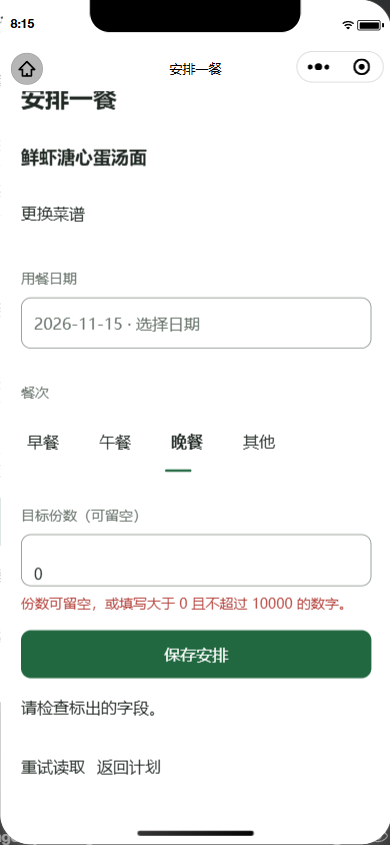 8:15
安排一餐
安排一餐
鲜虾溏心蛋汤面
更换菜谱
用餐日期
2026-11-15 · 选择日期
餐次
早餐 午餐 晚餐 其他
目标份数（可留空）
0
份数可留空，或填写大于 0 且不超过 10000 的数字。
保存安排
请检查标出的字段。
重试读取 返回计划